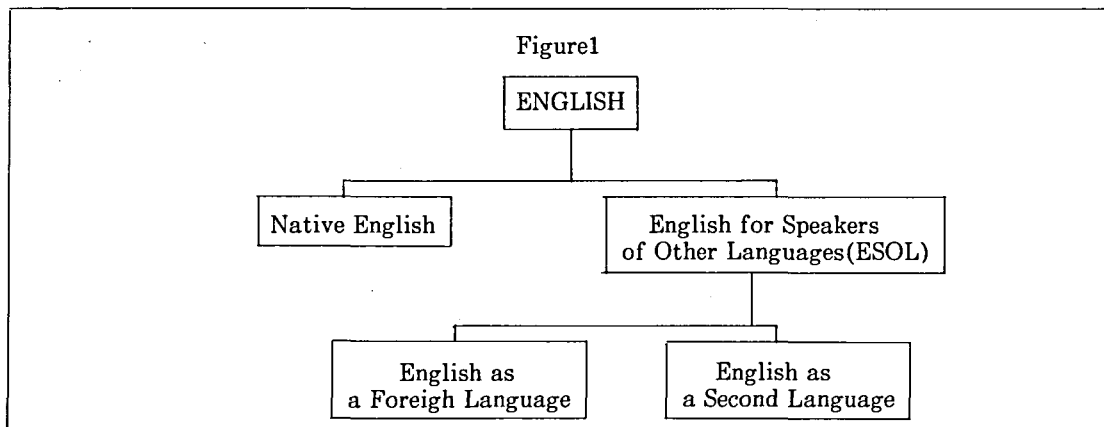 Figure1
ENGLISH
Native English
English for Speakers
of Other Languages(ESOL)
English as
a Foreigh Language
English as
a Second Language